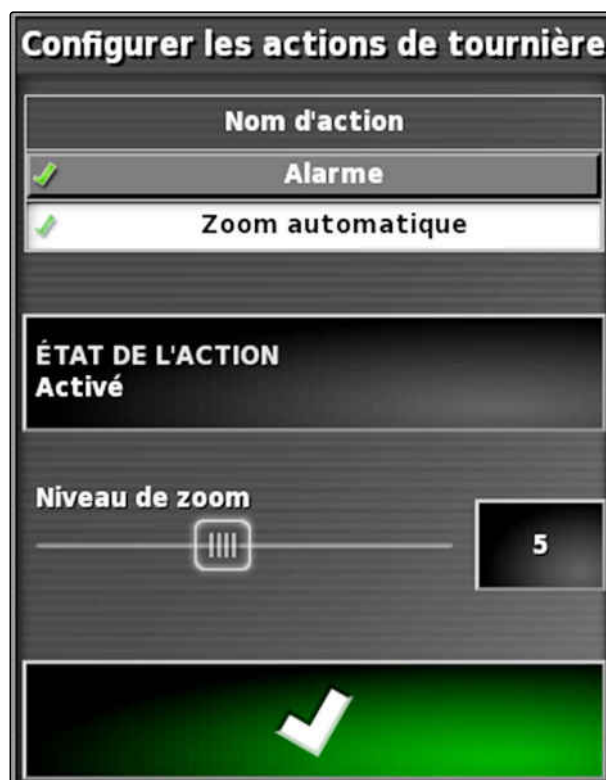 Configurer les actions de tournière
Nom d'action
Alarme
Zoom automatique
ÉTAT DE L'ACTION
Activé
Niveau de zoom
5